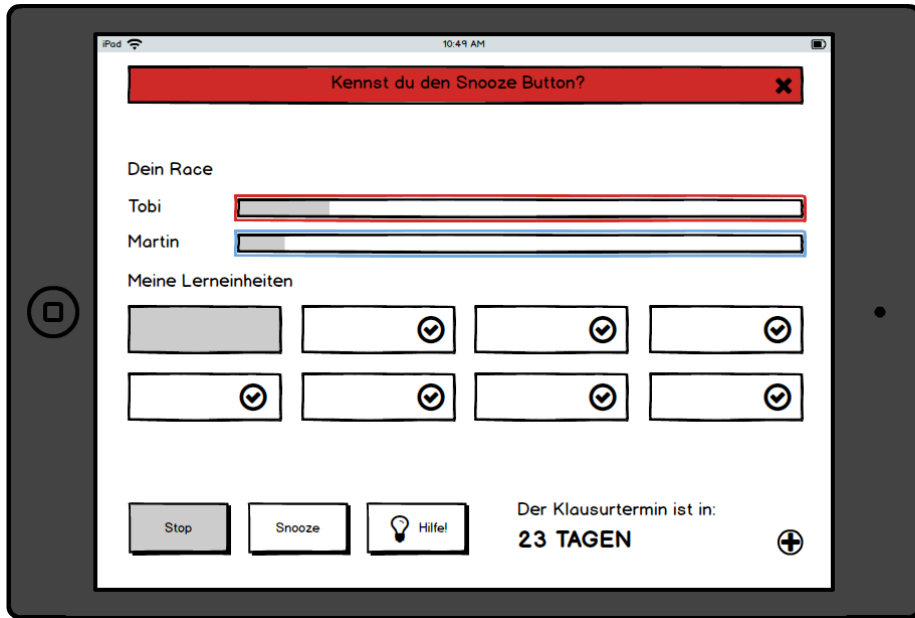 iPad
10:49 AM
Kennst du den Snooze Button?
Dein Race
Tobi
Martin
Meine Lerneinheiten
Stop
Snooze
Hilfe!
Der Klausurtermin ist in:
23 TAGEN